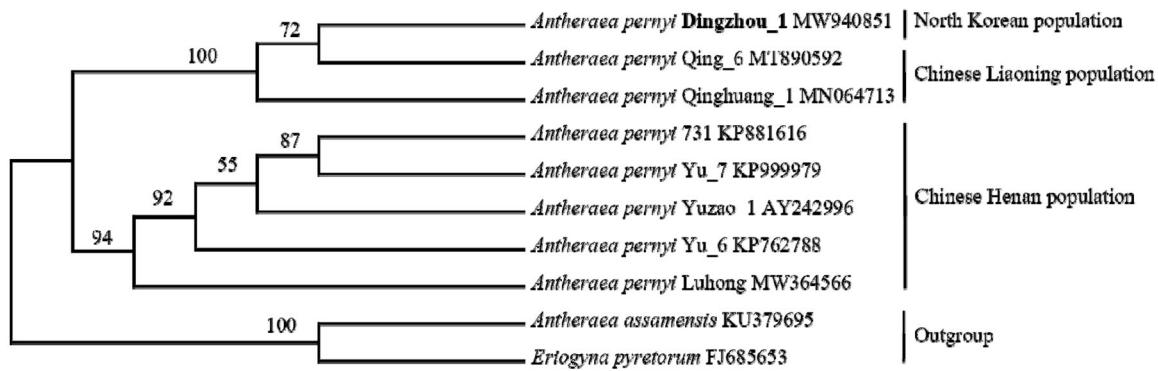 72
100
87
55
92
94
100
Antheraea pernyi Dingzhou_1 MW940851
Antheraea pernyi Qing_6 MT890592
Antheraea pernyi Qinghuang_1 MN064713
Antheraea pernyi 731 KP881616
Antheraea pernyi Yu_7 KP999979
Antheraea pernyi Yuzao 1 AY242996
Antheraea pernyi Yu_6 KP762788
Antheraea pernyi Luhong MW364566
Antheraea assamensis KU379695
Eriogyna pyretorum FJ685653
North Korean population
Chinese Liaoning population
Chinese Henan population
Outgroup